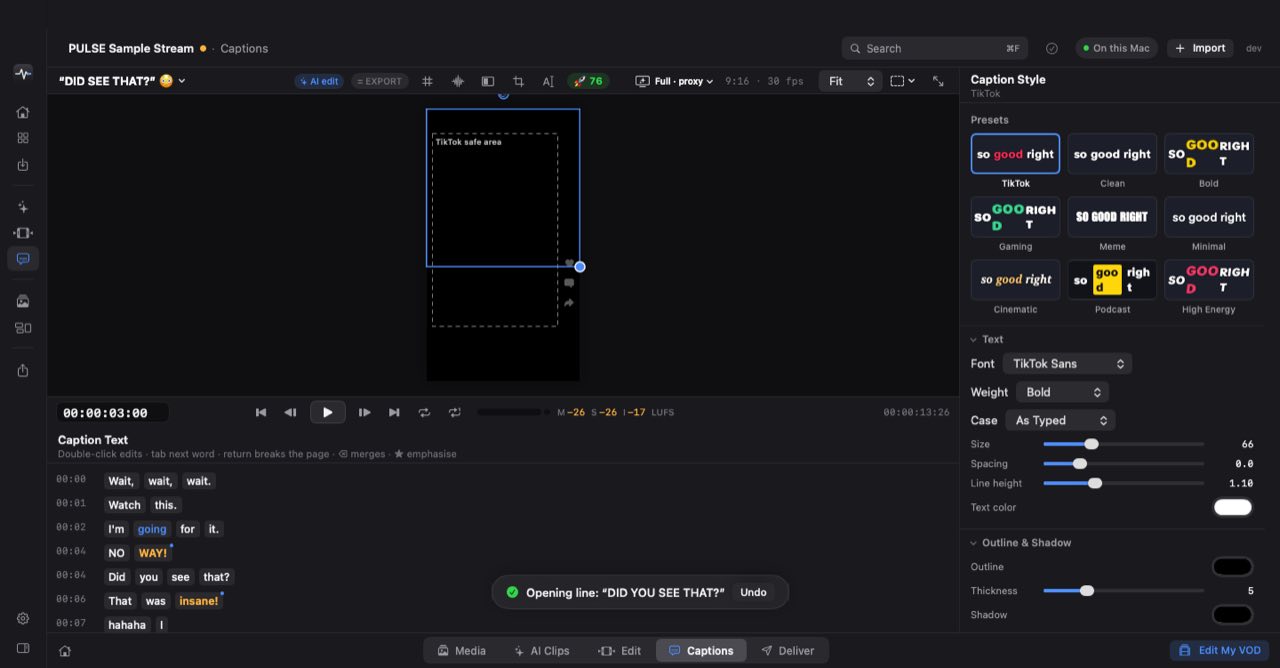 PULSE Sample Stream · Captions
Search ⌘F
On this Mac
Import
dev
"DID SEE THAT?" 😳
AI edit
EXPORT
76
Full · proxy
9:16 · 30 fps
Fit
TikTok safe area
00:00:03:00
M −26 S −26 I −17 LUFS
00:00:13:26
Caption Text
Double-click edits · tab next word · return breaks the page · ⌫ merges · ★ emphasise
00:00 Wait, wait, wait.
00:01 Watch this.
00:02 I'm going for it.
00:04 NO WAY!
00:04 Did you see that?
00:06 That was insane!
00:07 hahaha I
Opening line: "DID YOU SEE THAT?" Undo
Media
AI Clips
Edit
Captions
Deliver
Caption Style
TikTok
Presets
so good right
so good right
SO GOO
D RIGH
T
TikTok
Clean
Bold
SO GOO
D RIGH
T
SO GOOD RIGHT
so good right
Gaming
Meme
Minimal
so good right
so goo
d righ
t
SO GOO
D RIGH
T
Cinematic
Podcast
High Energy
Text
Font TikTok Sans
Weight Bold
Case As Typed
Size 66
Spacing 0.0
Line height 1.10
Text color
Outline & Shadow
Outline
Thickness 5
Shadow
Edit My VOD